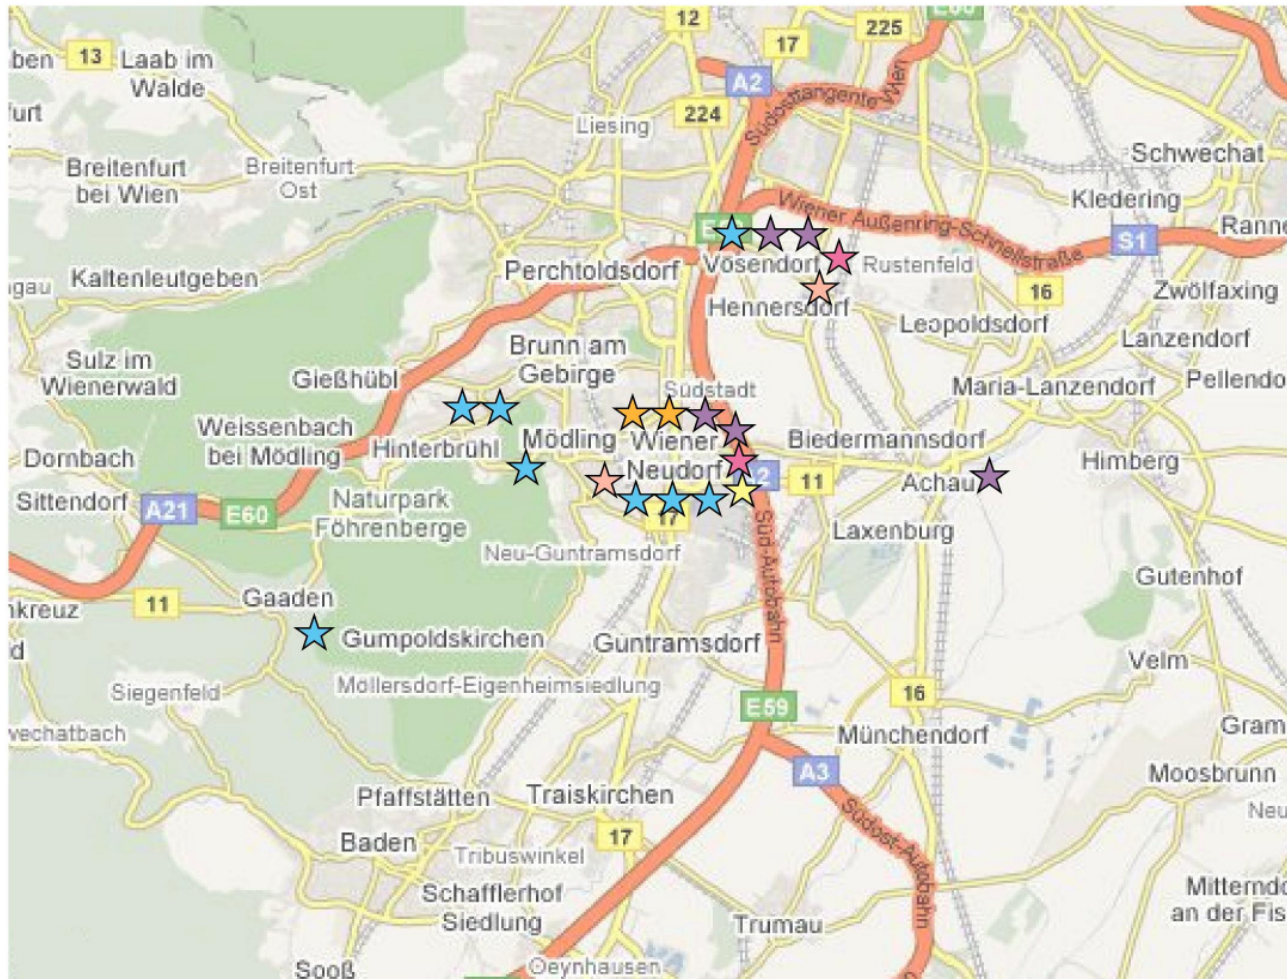 12
17
225
ben
13
Laab im
Walde
A2
Südosttangente Wien
furt
224
Liesing
Schwechat
Breitenfurt
bei Wien
Breitenfurt
Ost
Kledering
Wiener Außenring-Schnellstraße
S1
Perchtoldsdorf
Vösendorf
Rustenfeld
Kaltenleutgeben
ngau
16
Zwölfaxing
Hennersdorf
Leopoldsdorf
Lanzendorf
Brunn am
Gebirge
Sulz im
Wienerwald
Gießhübl
Südstadt
Maria-Lanzendorf
Pellendo
Weissenbach
bei Mödling
Hinterbrühl
Mödling
Wiener
Neudorf
Biedermannsdorf
Dornbach
Himberg
Sittendorf
A21
E60
Naturpark
Föhrenberge
2
11
Achau
17
Laxenburg
Neu-Guntramsdorf
Süd-Autobahn
Gutenhof
nkreuz
11
Gaaden
d
Gumpoldskirchen
Guntramsdorf
Velm
Siegenfeld
Möllersdorf-Eigenheimsiedlung
16
E59
wechatbach
Münchendorf
Gram
A3
Moosbrunn
Pfaffstätten
Traiskirchen
Neu
Südost-Autobahn
Baden
17
Tribuswinkel
Schafflerhof
Siedlung
Mitterndo
an der Fis
Trumau
Sooß
Oeynhausen